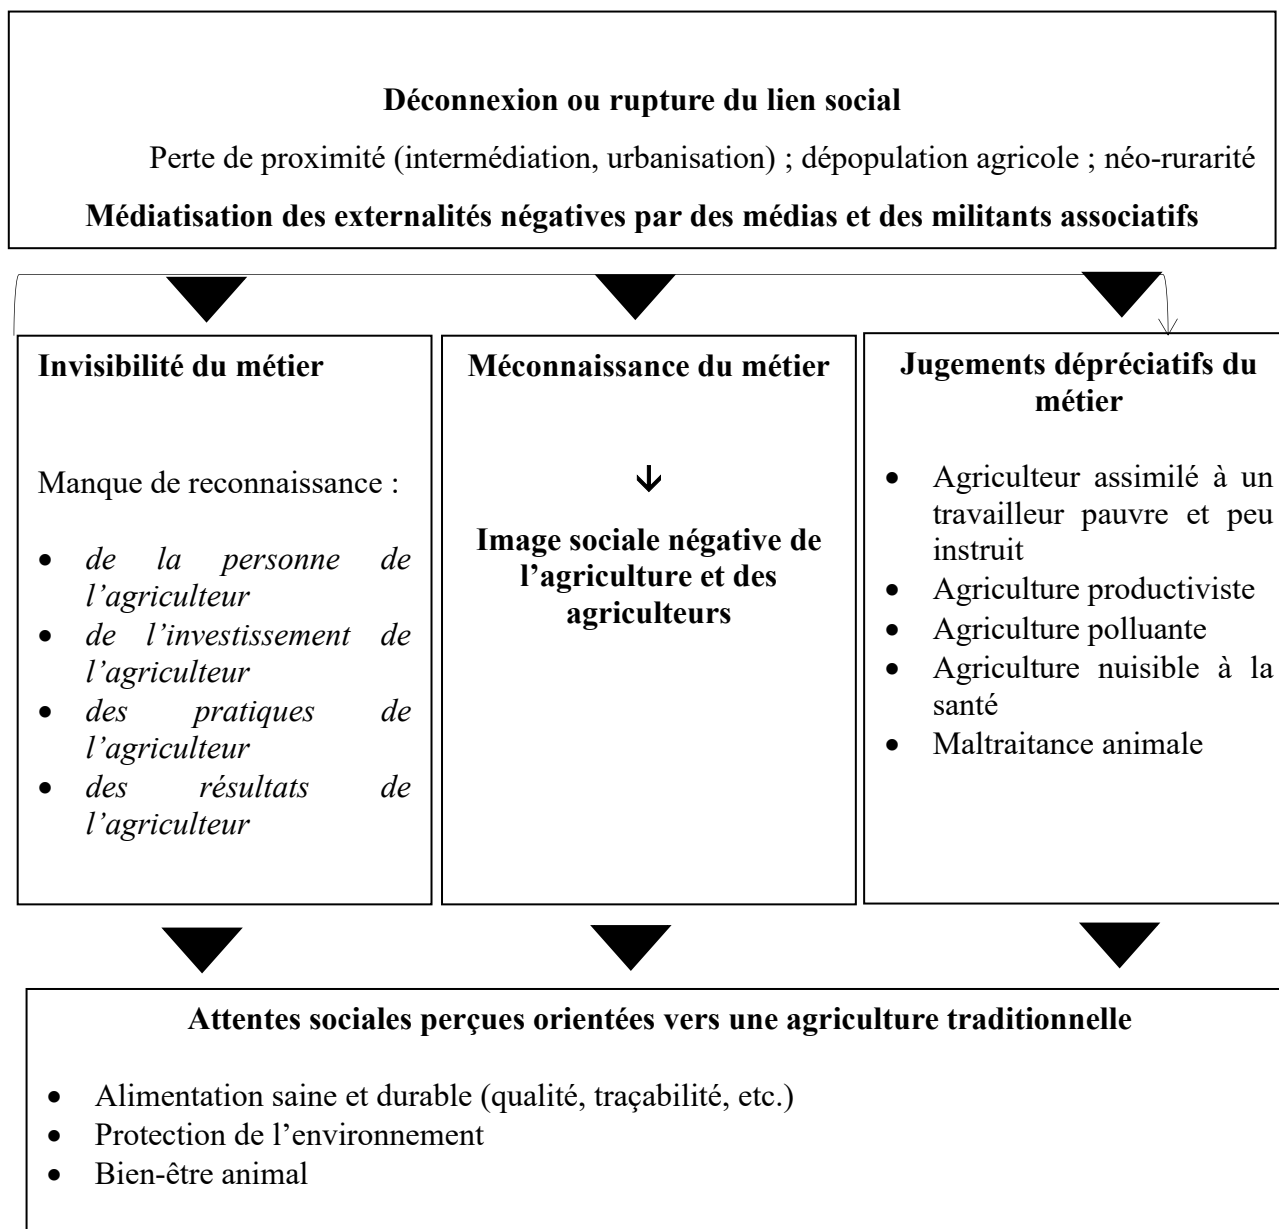 Déconnexion ou rupture du lien social
Perte de proximité (intermédiation, urbanisation) ; dépopulation agricole ; néo-rurarité
Médiatisation des externalités négatives par des médias et des militants associatifs
Invisibilité du métier
Manque de reconnaissance :
• de la personne de
l’agriculteur
• de l’investissement de
l’agriculteur
• des pratiques de
l’agriculteur
• des résultats de
l’agriculteur
Méconnaissance du métier
↓
Image sociale négative de
l’agriculture et des
agriculteurs
Jugements dépréciatifs du
métier
• Agriculteur assimilé à un
travailleur pauvre et peu
instruit
• Agriculture productiviste
• Agriculture polluante
• Agriculture nuisible à la
santé
• Maltraitance animale
Attentes sociales perçues orientées vers une agriculture traditionnelle
• Alimentation saine et durable (qualité, traçabilité, etc.)
• Protection de l’environnement
• Bien-être animal